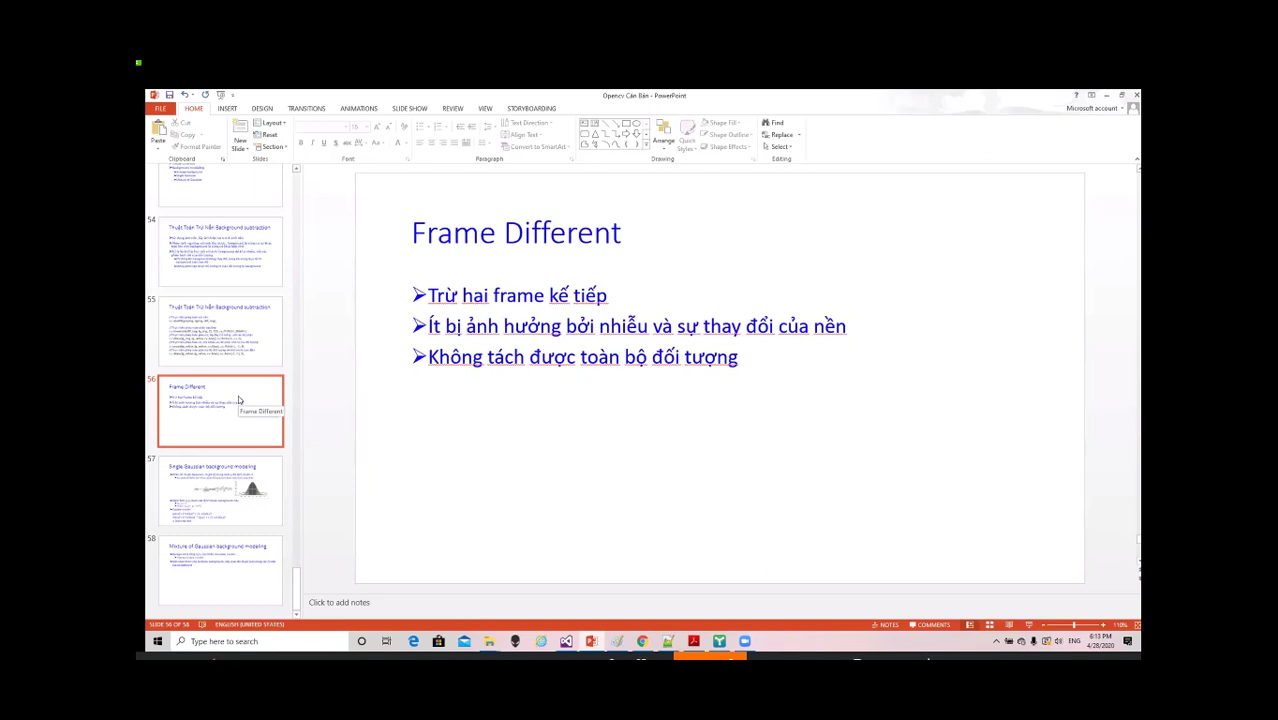 Opencv Căn Bản - PowerPoint
FILE HOME INSERT DESIGN TRANSITIONS ANIMATIONS SLIDE SHOW REVIEW VIEW STORYBOARDING
Microsoft account
Paste
Cut
Copy
Format Painter
Clipboard
New
Slide
Layout
Reset
Section
Slides
Font
Text Direction
Align Text
Convert to SmartArt
Paragraph
Arrange
Quick
Styles
Shape Fill
Shape Outline
Shape Effects
Drawing
Find
Replace
Select
Editing
54
Thuật Toán Trừ Nền Background subtraction
55
Thuật Toán Trừ Nền Background subtraction
56
Frame Different
Frame Different
57
Single Gaussian background modeling
58
Mixture of Gaussian background modeling
Frame Different
Trừ hai frame kế tiếp
Ít bị ảnh hưởng bởi nhiễu và sự thay đổi của nền
Không tách được toàn bộ đối tượng
Click to add notes
SLIDE 56 OF 58 ENGLISH (UNITED STATES) NOTES COMMENTS 110%
Type here to search
ENG
8:13 PM
4/28/2020